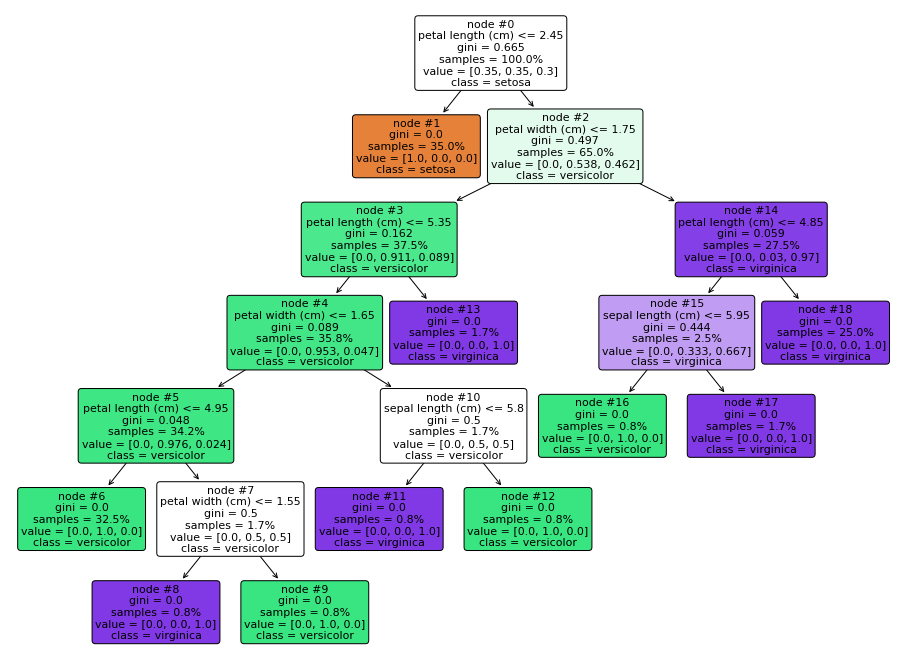 node #0
petal length (cm) <= 2.45
gini = 0.665
samples = 100.0%
value = [0.35, 0.35, 0.3]
class = setosa
node #1
gini = 0.0
samples = 35.0%
value = [1.0, 0.0, 0.0]
class = setosa
node #2
petal width (cm) <= 1.75
gini = 0.497
samples = 65.0%
value = [0.0, 0.538, 0.462]
class = versicolor
node #3
petal length (cm) <= 5.35
gini = 0.162
samples = 37.5%
value = [0.0, 0.911, 0.089]
class = versicolor
node #14
petal length (cm) <= 4.85
gini = 0.059
samples = 27.5%
value = [0.0, 0.03, 0.97]
class = virginica
node #4
petal width (cm) <= 1.65
gini = 0.089
samples = 35.8%
value = [0.0, 0.953, 0.047]
class = versicolor
node #13
gini = 0.0
samples = 1.7%
value = [0.0, 0.0, 1.0]
class = virginica
node #15
sepal length (cm) <= 5.95
gini = 0.444
samples = 2.5%
value = [0.0, 0.333, 0.667]
class = virginica
node #18
gini = 0.0
samples = 25.0%
value = [0.0, 0.0, 1.0]
class = virginica
node #5
petal length (cm) <= 4.95
gini = 0.048
samples = 34.2%
value = [0.0, 0.976, 0.024]
class = versicolor
node #10
sepal length (cm) <= 5.8
gini = 0.5
samples = 1.7%
value = [0.0, 0.5, 0.5]
class = versicolor
node #16
gini = 0.0
samples = 0.8%
value = [0.0, 1.0, 0.0]
class = versicolor
node #17
gini = 0.0
samples = 1.7%
value = [0.0, 0.0, 1.0]
class = virginica
node #6
gini = 0.0
samples = 32.5%
value = [0.0, 1.0, 0.0]
class = versicolor
node #7
petal width (cm) <= 1.55
gini = 0.5
samples = 1.7%
value = [0.0, 0.5, 0.5]
class = versicolor
node #11
gini = 0.0
samples = 0.8%
value = [0.0, 0.0, 1.0]
class = virginica
node #12
gini = 0.0
samples = 0.8%
value = [0.0, 1.0, 0.0]
class = versicolor
node #8
gini = 0.0
samples = 0.8%
value = [0.0, 0.0, 1.0]
class = virginica
node #9
gini = 0.0
samples = 0.8%
value = [0.0, 1.0, 0.0]
class = versicolor